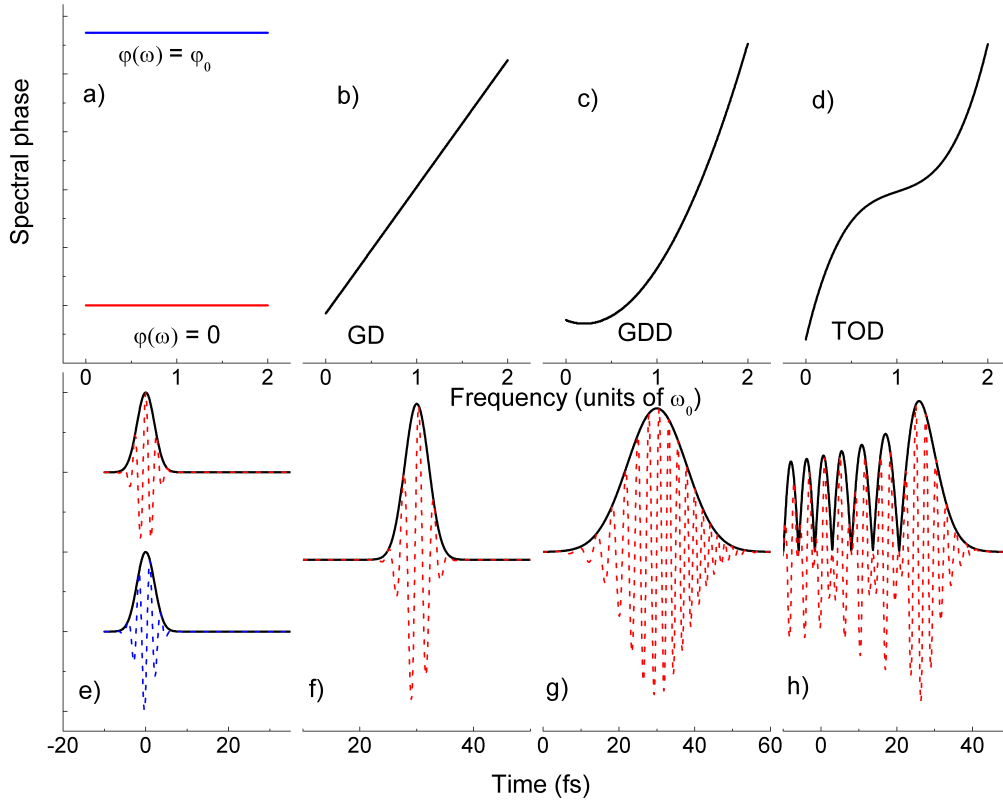 Spectral phase
φ(ω) = φ₀
a)
φ(ω) = 0
b)
GD
c)
GDD
d)
TOD
0 1 2
0 1 2
0 1 2
0 1 2
Frequency (units of ω₀)
e)
f)
g)
h)
-20 0 20
20 40
0 20 40 60
0 20 40
Time (fs)